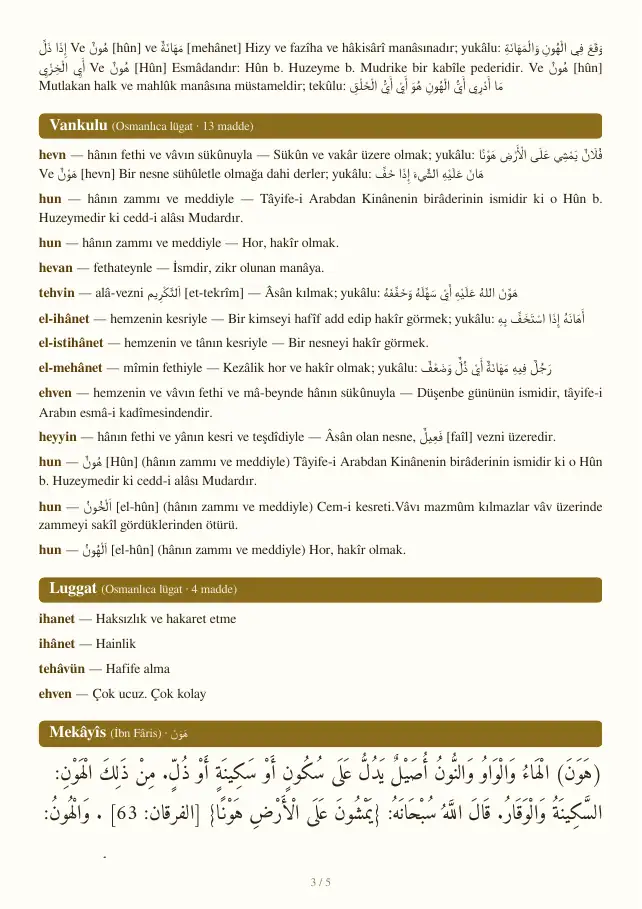 إِذَا ذَلَّ Ve هُونٌ [hûn] ve مَهَانَةٌ [mehânet] Hizy ve fazîha ve hâkisârî manâsınadır; yukâlu: وَقَعَ فِي الْهُونِ وَالْمَهَانَةِ
أَيِ الْخِزْيِ Ve هُونٌ [Hûn] Esmâdandır: Hûn b. Huzeyme b. Mudrike bir kabîle pederidir. Ve هُونٌ [hûn]
Mutlakan halk ve mahlûk manâsına müstameldir; tekûlu: مَا أَدْرِي أَيُّ الْهُونِ هُوَ أَيْ أَيُّ الْخَلْقِ
Vankulu (Osmanlıca lügat · 13 madde)
hevn — hânın fethi ve vâvın sükûnuyla — Sükûn ve vakâr üzere olmak; yukâlu: فُلَانٌ يَمْشِي عَلَى الْأَرْضِ هَوْنًا
Ve هَوْنٌ [hevn] Bir nesne sühûletle olmağa dahi derler; yukâlu: هَانَ عَلَيْهِ الشَّيءَ إِذَا خَفَّ
hun — hânın zammı ve meddiyle — Tâyife-i Arabdan Kinânenin birâderinin ismidir ki o Hûn b.
Huzeymedir ki cedd-i alâsı Mudardır.
hun — hânın zammı ve meddiyle — Hor, hakîr olmak.
hevan — fethateynle — İsmdir, zikr olunan manâya.
tehvin — alâ-vezni اَلتَّكْرِيم [et-tekrîm] — Âsân kılmak; yukâlu: هَوَّنَ اللهُ عَلَيْهِ أَيْ سَهَّلَهُ وَخَفَّفَهُ
el-ihânet — hemzenin kesriyle — Bir kimseyi hafîf add edip hakîr görmek; yukâlu: أَهَانَهُ إِذَا اسْتَخَفَّ بِهِ
el-istihânet — hemzenin ve tânın kesriyle — Bir nesneyi hakîr görmek.
el-mehânet — mîmin fethiyle — Kezâlik hor ve hakîr olmak; yukâlu: رَجُلٌ فِيهِ مَهَانَةٌ أَيْ ذُلٌّ وَضَعْفٌ
ehven — hemzenin ve vâvın fethi ve mâ-beynde hânın sükûnuyla — Düşenbe gününün ismidir, tâyife-i
Arabın esmâ-i kadîmesindendir.
heyyin — hânın fethi ve yânın kesri ve teşdîdiyle — Âsân olan nesne, فَعِيلٌ [faîl] vezni üzeredir.
hun — هُونٌ [Hûn] (hânın zammı ve meddiyle) Tâyife-i Arabdan Kinânenin birâderinin ismidir ki o Hûn
b. Huzeymedir ki cedd-i alâsı Mudardır.
hun — اَلْخُونُ [el-hûn] (hânın zammı ve meddiyle) Cem-i kesreti.Vâvı mazmûm kılmazlar vâv üzerinde
zammeyi sakîl gördüklerinden ötürü.
hun — اَلْهُونُ [el-hûn] (hânın zammı ve meddiyle) Hor, hakîr olmak.
Luggat (Osmanlıca lügat · 4 madde)
ihanet — Haksızlık ve hakaret etme
ihânet — Hainlik
tehâvün — Hafife alma
ehven — Çok ucuz. Çok kolay
Mekâyîs (İbn Fâris) · هَوَنَ
(هَوَنَ) الْهَاءُ وَالْوَاوُ وَالنُّونُ أُصَيْلٌ يَدُلُّ عَلَى سُكُونٍ أَوْ سَكِينَةٍ أَوْ ذُلٍّ. مِنْ ذَلِكَ الْهَوْنِ:
السَّكِينَةُ وَالْوَقَارُ. قَالَ اللَّهُ سُبْحَانَهُ: {يَمْشُونَ عَلَى الْأَرْضِ هَوْنًا} [الفرقان: 63] . وَالْهُونُ:
3 / 5